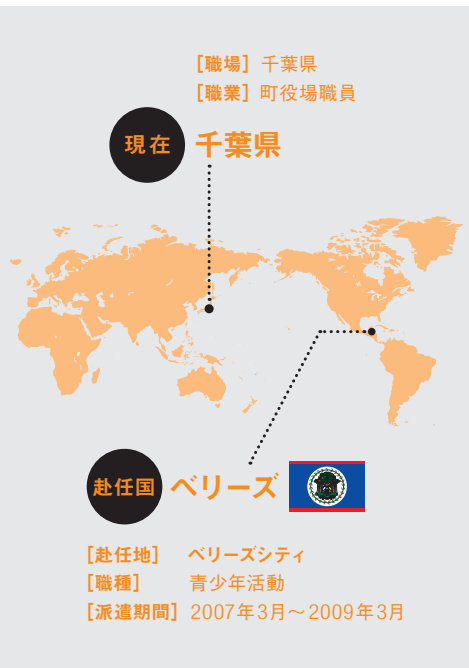 [職場] 千葉県
[職業] 町役場職員
現在 千葉県
赴任国 ベリーズ
[赴任地] ベリーズシティ
[職種] 青少年活動
[派遣期間] 2007年3月〜2009年3月